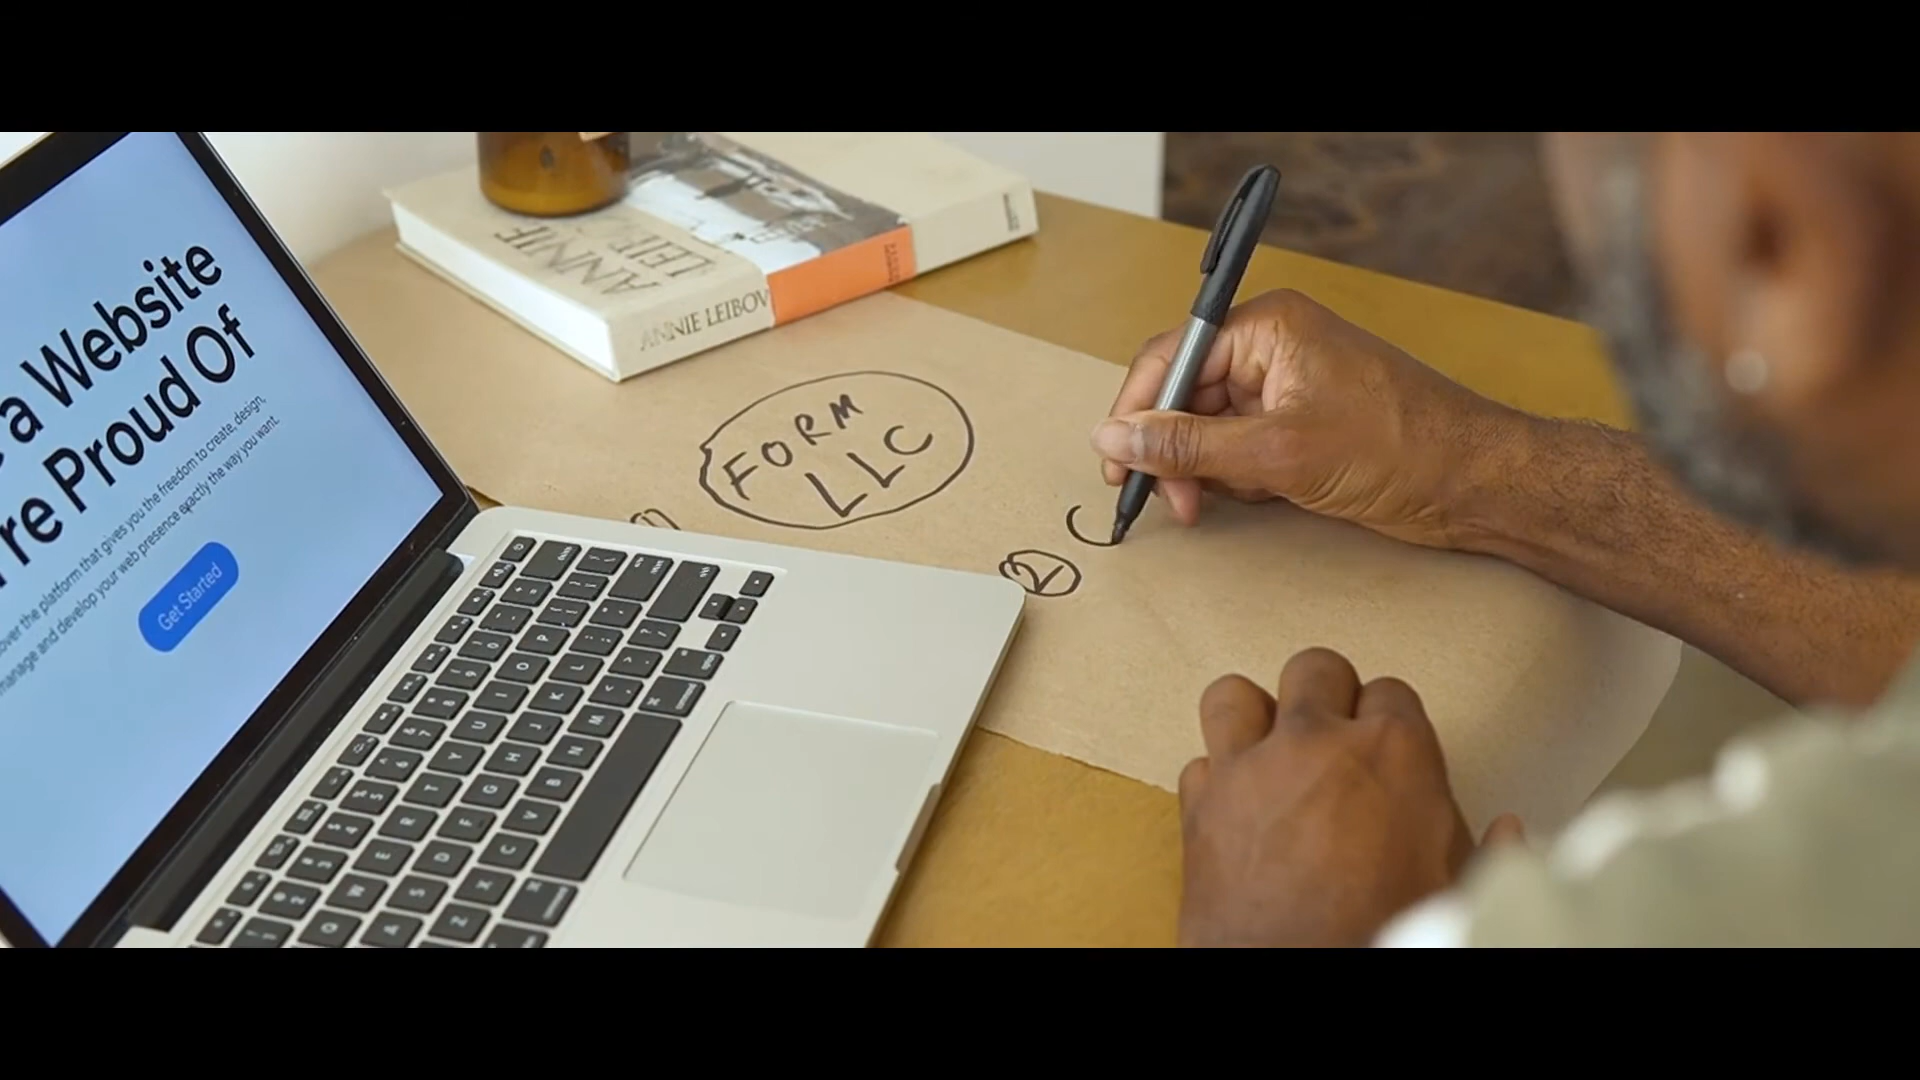 a Website
're Proud Of
the platform that gives you the freedom to create, design,
manage and develop your web presence exactly the way you want.
Get Started
ANNIE
ANNIE LEIBOV
FORM
LLC
1
2
C